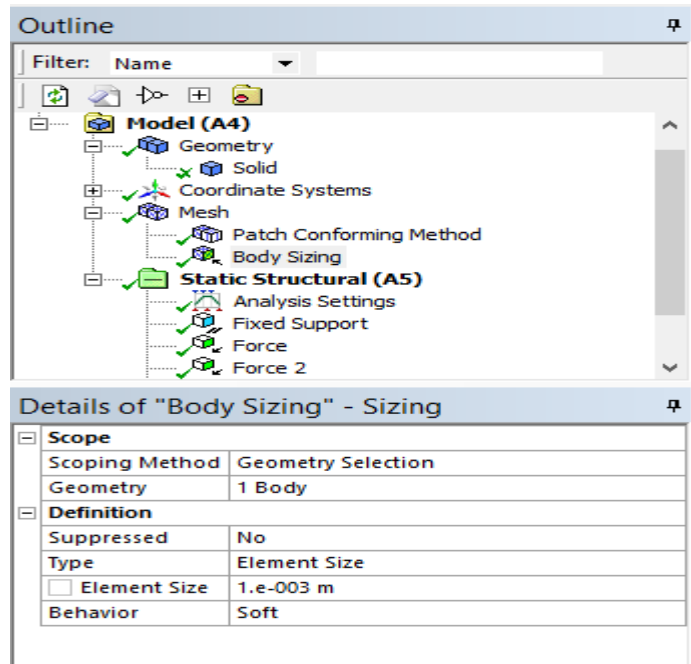 Outline
Filter: Name
Model (A4)
Geometry
Solid
Coordinate Systems
Mesh
Patch Conforming Method
Body Sizing
Static Structural (A5)
Analysis Settings
Fixed Support
Force
Force 2
Details of "Body Sizing" - Sizing
Scope
Scoping Method Geometry Selection
Geometry 1 Body
Definition
Suppressed No
Type Element Size
Element Size 1.e-003 m
Behavior Soft